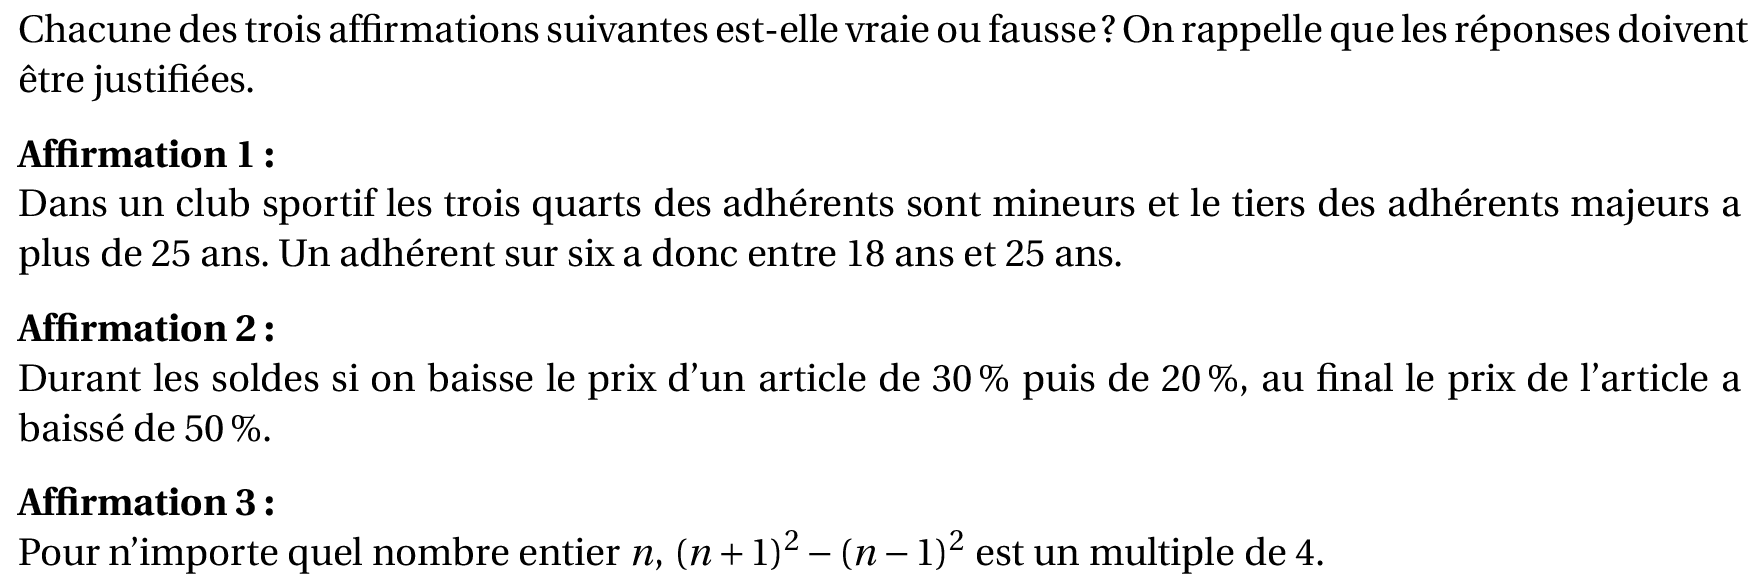 Chacune des trois affirmations suivantes est-elle vraie ou fausse ? On rappelle que les réponses doivent
être justifiées.
Affirmation 1 :
Dans un club sportif les trois quarts des adhérents sont mineurs et le tiers des adhérents majeurs a
plus de 25 ans. Un adhérent sur six a donc entre 18 ans et 25 ans.
Affirmation 2 :
Durant les soldes si on baisse le prix d'un article de 30 % puis de 20 %, au final le prix de l'article a
baissé de 50 %.
Affirmation 3 :
Pour n'importe quel nombre entier n, (n + 1)² − (n − 1)² est un multiple de 4.